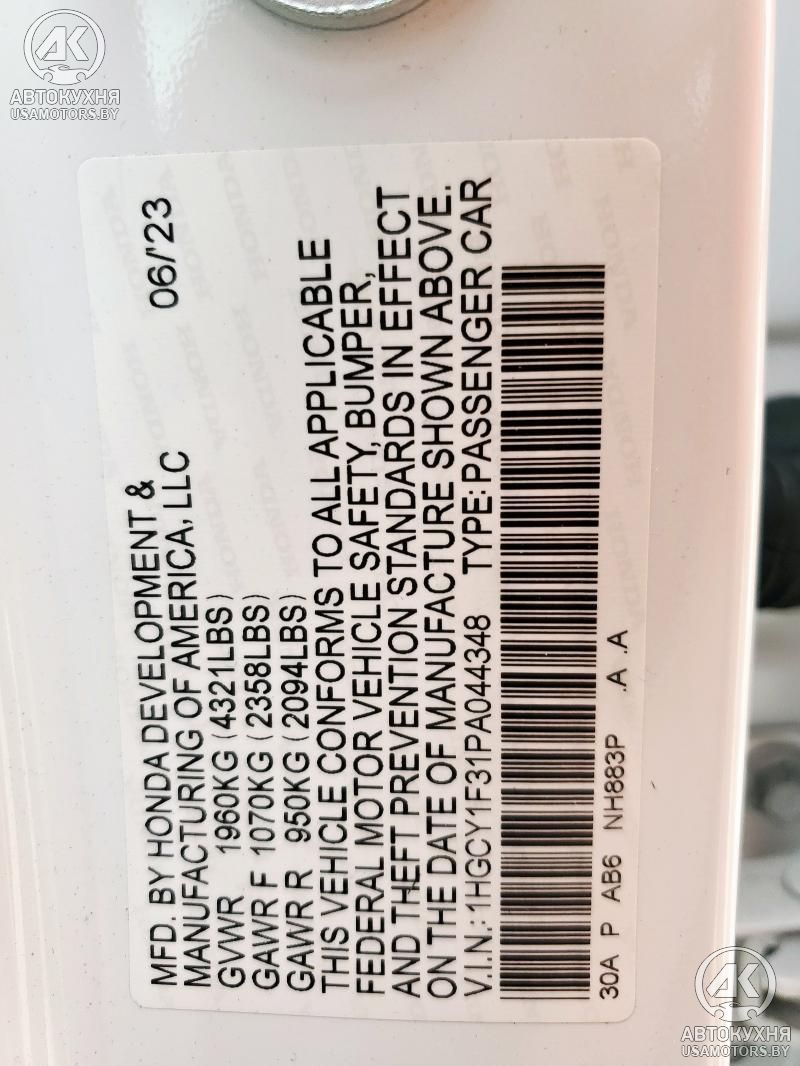 АК
АВТОКУХНЯ
USAMOTORS.BY
MFD. BY HONDA DEVELOPMENT & 06/'23
MANUFACTURING OF AMERICA, LLC
GVWR 1960KG (4321LBS)
GAWR F 1070KG (2358LBS)
GAWR R 950KG (2094LBS)
THIS VEHICLE CONFORMS TO ALL APPLICABLE
FEDERAL MOTOR VEHICLE SAFETY, BUMPER,
AND THEFT PREVENTION STANDARDS IN EFFECT
ON THE DATE OF MANUFACTURE SHOWN ABOVE.
V.I.N.: 1HGCY1F31PA044348 TYPE: PASSENGER CAR
30A P AB6 NH883P .A .A
АК
АВТОКУХНЯ
USAMOTORS.BY